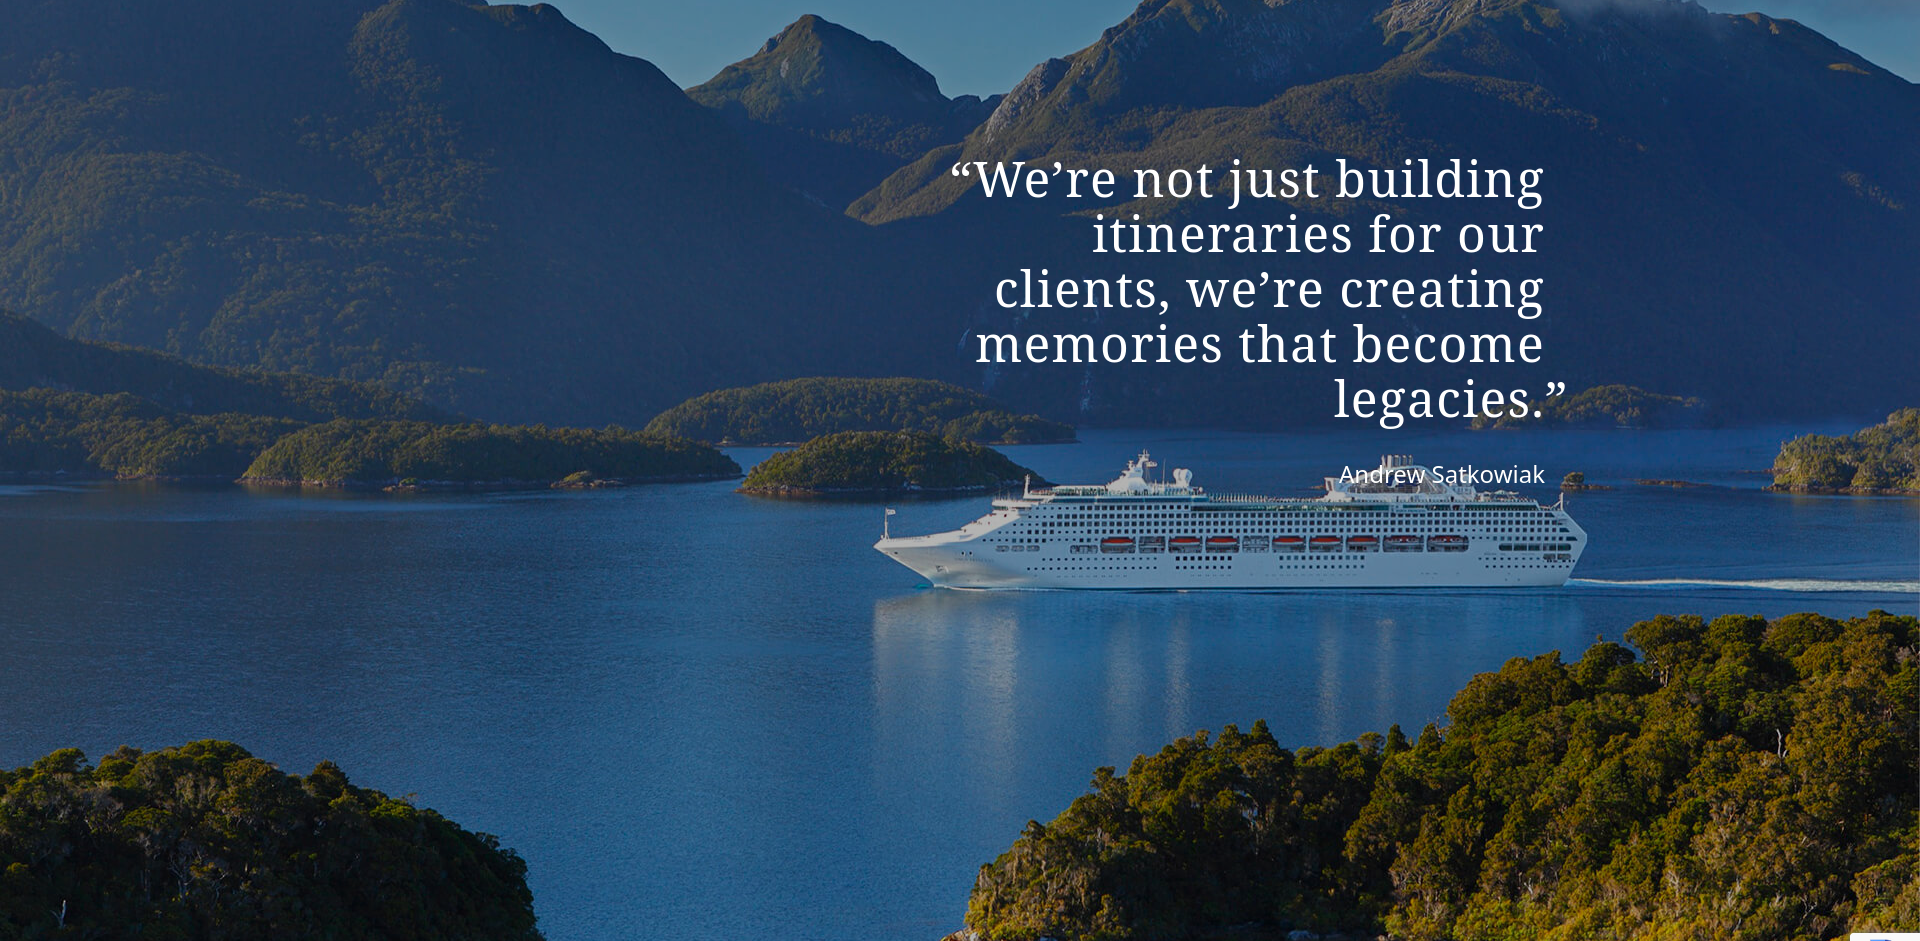 “We’re not just building
itineraries for our
clients, we’re creating
memories that become
legacies.”
Andrew Satkowiak